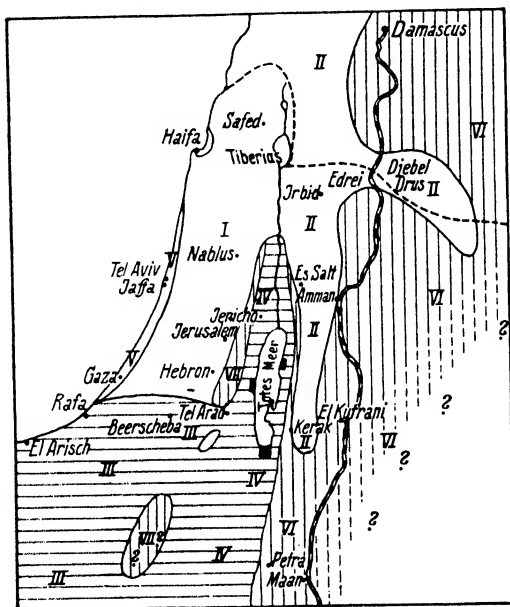 Damascus
II
Safed.
Haifa
Tiberias
VI
Djebel
Drus
II
Edrei
Irbid
II
I
Nablus
V
Tel Aviv
Jaffa
Es Salt
Amman
IV
VI
Jericho
Jerusalem
II
VII
Totes Meer
Gaza
V
Hebron
Rafa
Tel Arad
Beerscheba
III
El Kufrani
?
El Arisch
Kerak
II
VI
?
III
IV
?
VI
VII ?
?
IV
?
Petra
Maan
III